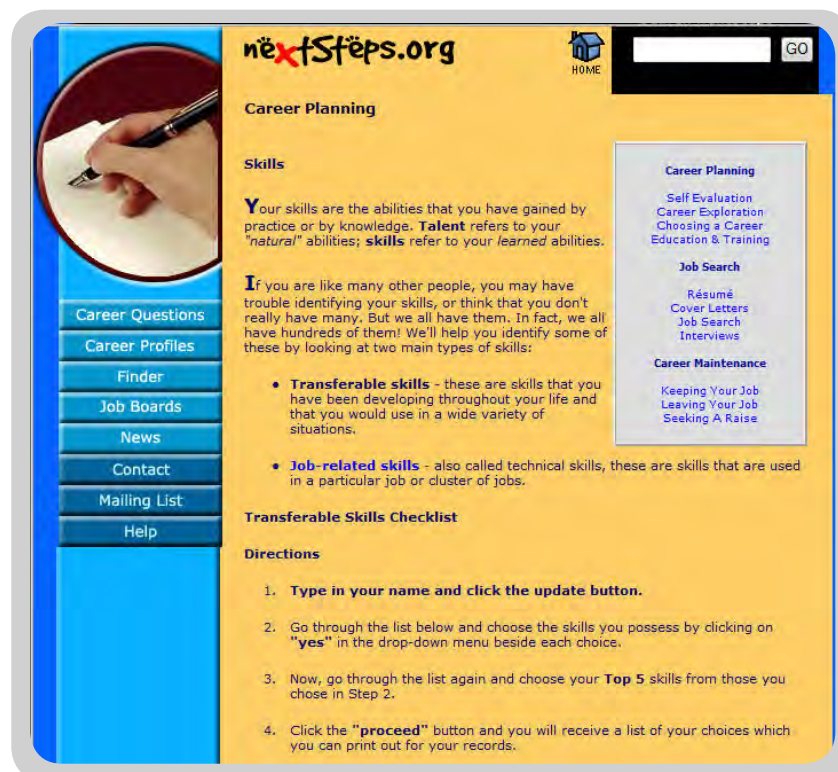 nëxtStëps.org
HOME
GO
Career Planning
Skills
Your skills are the abilities that you have gained by
practice or by knowledge. Talent refers to your
"natural" abilities; skills refer to your learned abilities.
If you are like many other people, you may have
trouble identifying your skills, or think that you don't
really have many. But we all have them. In fact, we all
have hundreds of them! We'll help you identify some of
these by looking at two main types of skills:
• Transferable skills - these are skills that you
have been developing throughout your life and
that you would use in a wide variety of
situations.
• Job-related skills - also called technical skills, these are skills that are used
in a particular job or cluster of jobs.
Transferable Skills Checklist
Directions
1. Type in your name and click the update button.
2. Go through the list below and choose the skills you possess by clicking on
"yes" in the drop-down menu beside each choice.
3. Now, go through the list again and choose your Top 5 skills from those you
chose in Step 2.
4. Click the "proceed" button and you will receive a list of your choices which
you can print out for your records.
Career Planning
Self Evaluation
Career Exploration
Choosing a Career
Education & Training
Job Search
Résumé
Cover Letters
Job Search
Interviews
Career Maintenance
Keeping Your Job
Leaving Your Job
Seeking A Raise
Career Questions
Career Profiles
Finder
Job Boards
News
Contact
Mailing List
Help